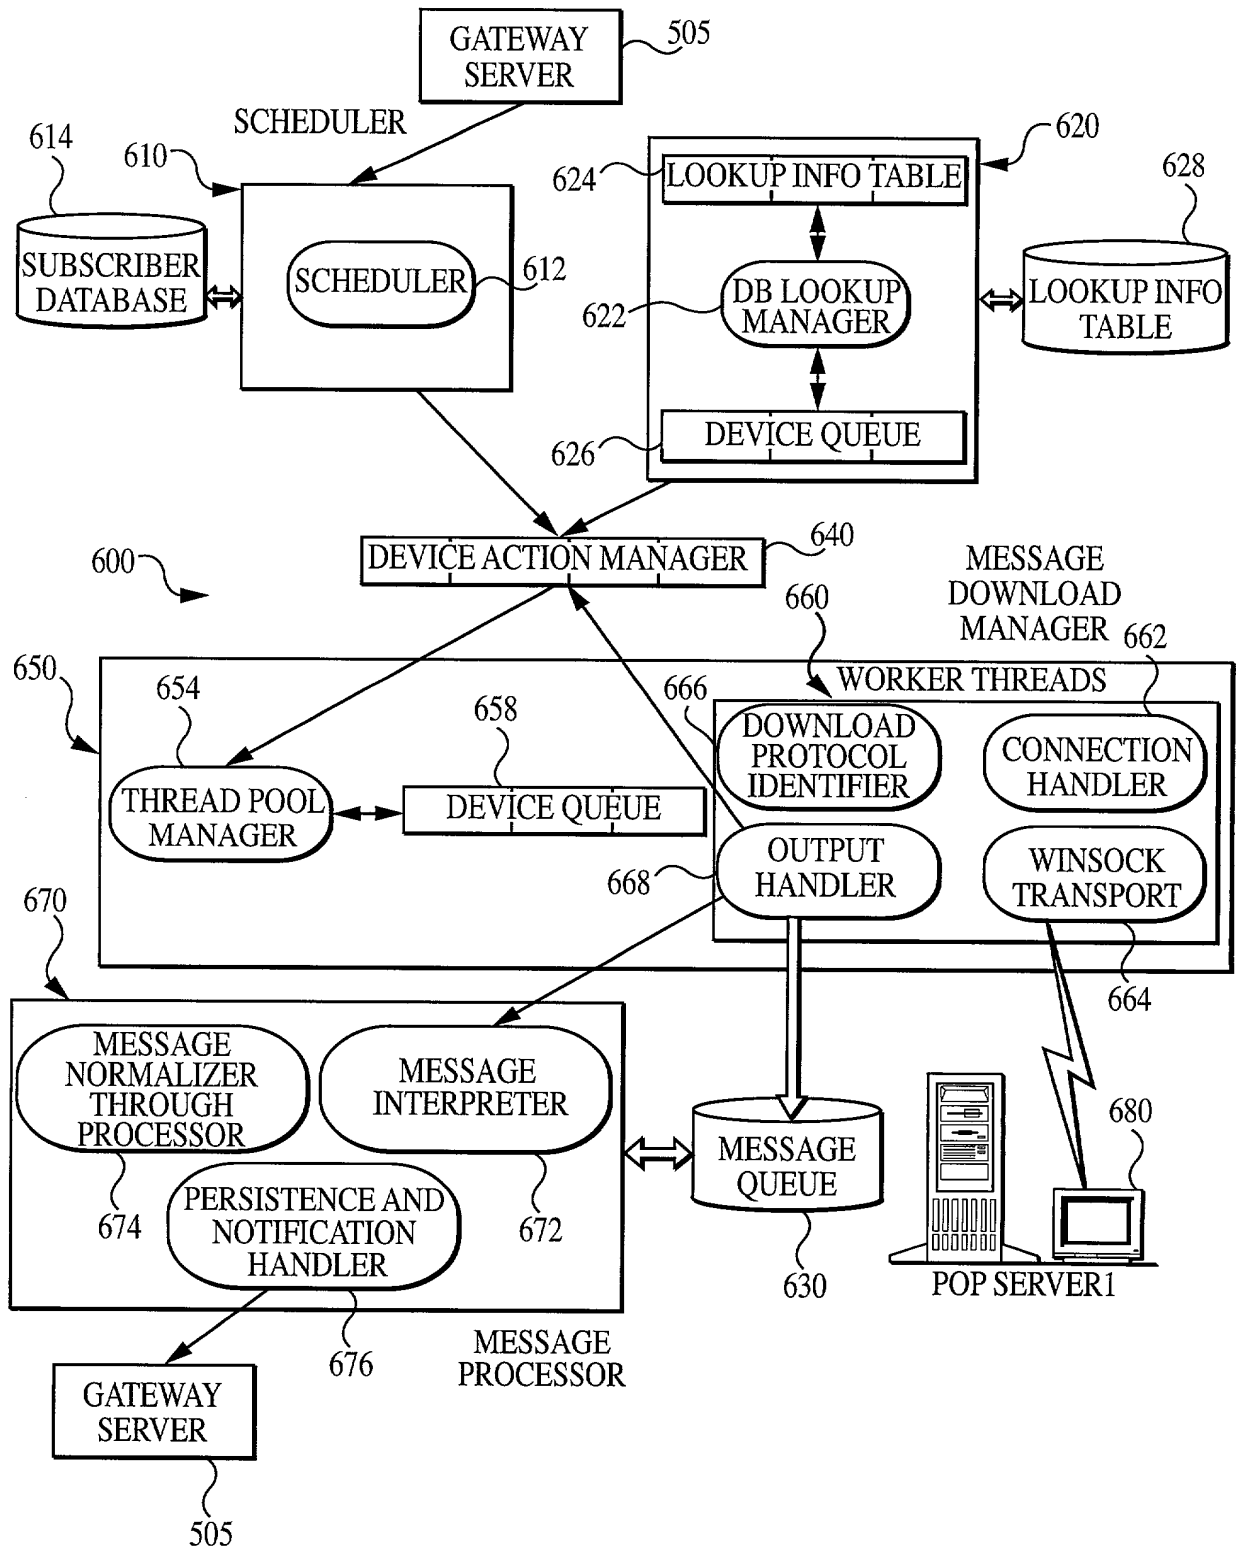 GATEWAY
SERVER
505
SCHEDULER
610
614
SUBSCRIBER
DATABASE
SCHEDULER
612
620
624
LOOKUP INFO TABLE
628
DB LOOKUP
MANAGER
622
LOOKUP INFO
TABLE
DEVICE QUEUE
626
DEVICE ACTION MANAGER
640
600
MESSAGE
DOWNLOAD
MANAGER
660
662
650
654
658
666
WORKER THREADS
DOWNLOAD
PROTOCOL
IDENTIFIER
CONNECTION
HANDLER
THREAD POOL
MANAGER
DEVICE QUEUE
OUTPUT
HANDLER
668
WINSOCK
TRANSPORT
664
670
MESSAGE
NORMALIZER
THROUGH
PROCESSOR
674
MESSAGE
INTERPRETER
672
PERSISTENCE AND
NOTIFICATION
HANDLER
676
MESSAGE
QUEUE
630
680
POP SERVER1
MESSAGE
PROCESSOR
GATEWAY
SERVER
505